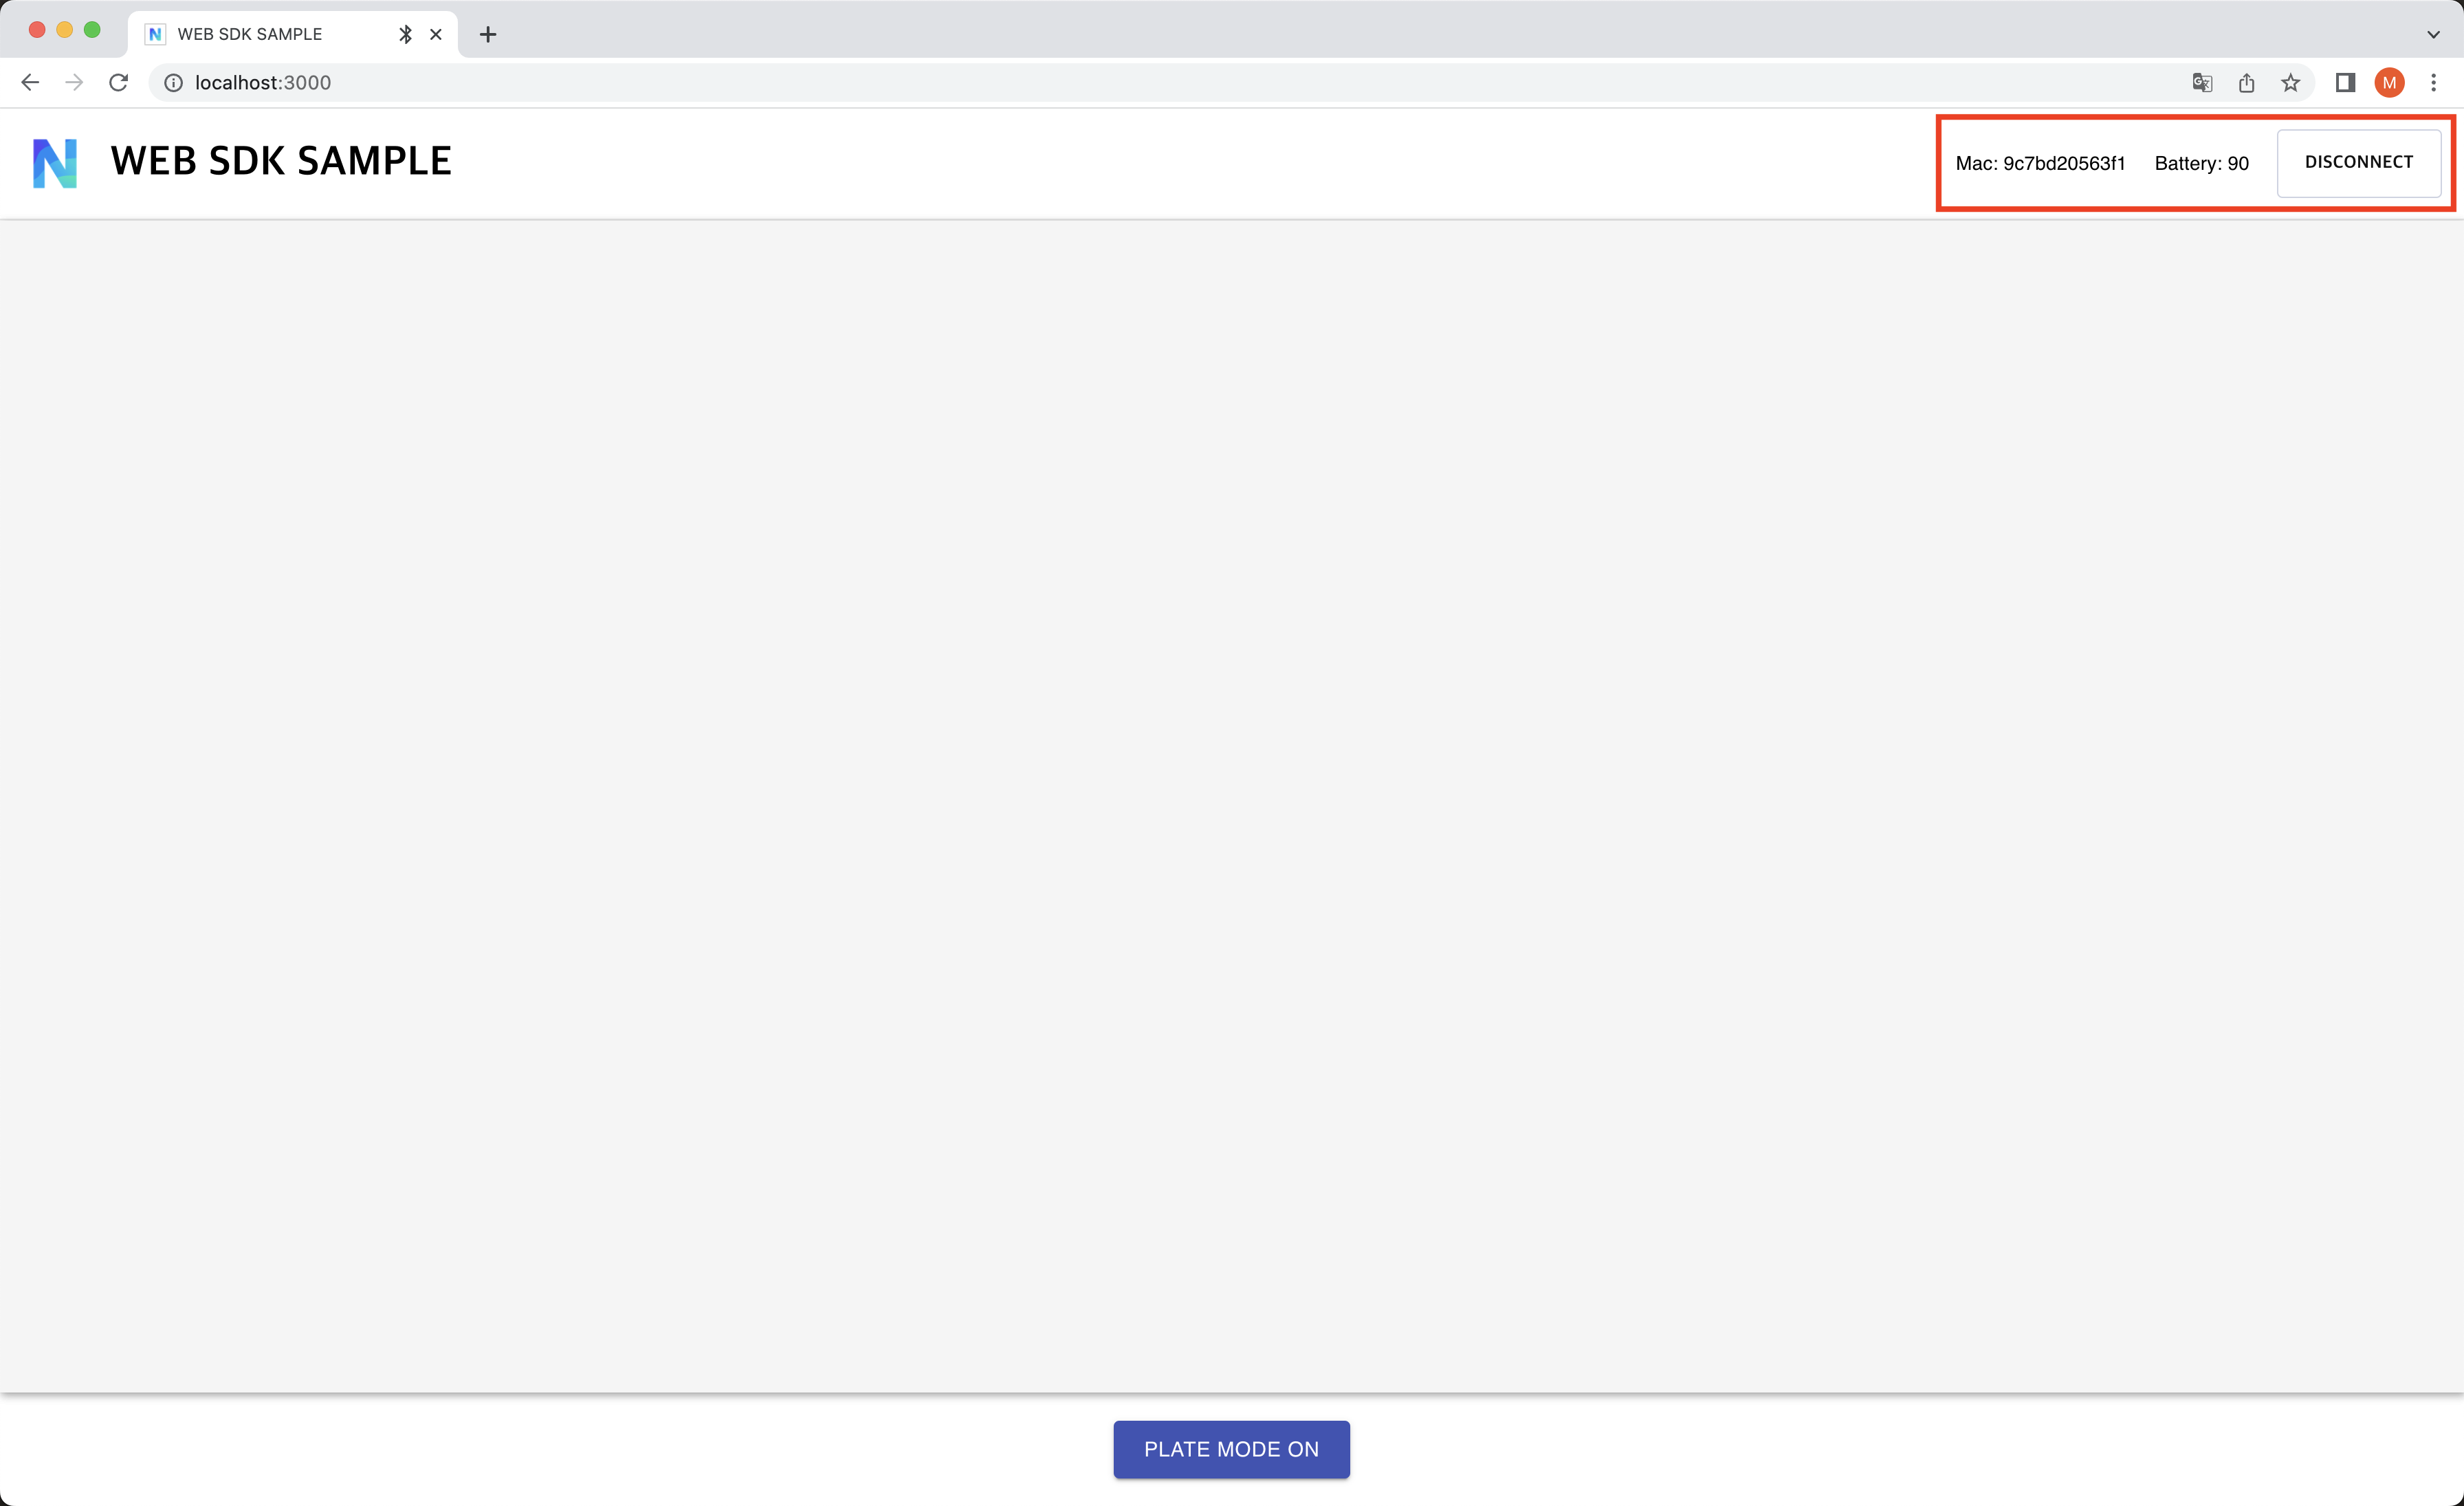 WEB SDK SAMPLE
localhost:3000
M
WEB SDK SAMPLE
Mac: 9c7bd20563f1 Battery: 90 DISCONNECT
PLATE MODE ON